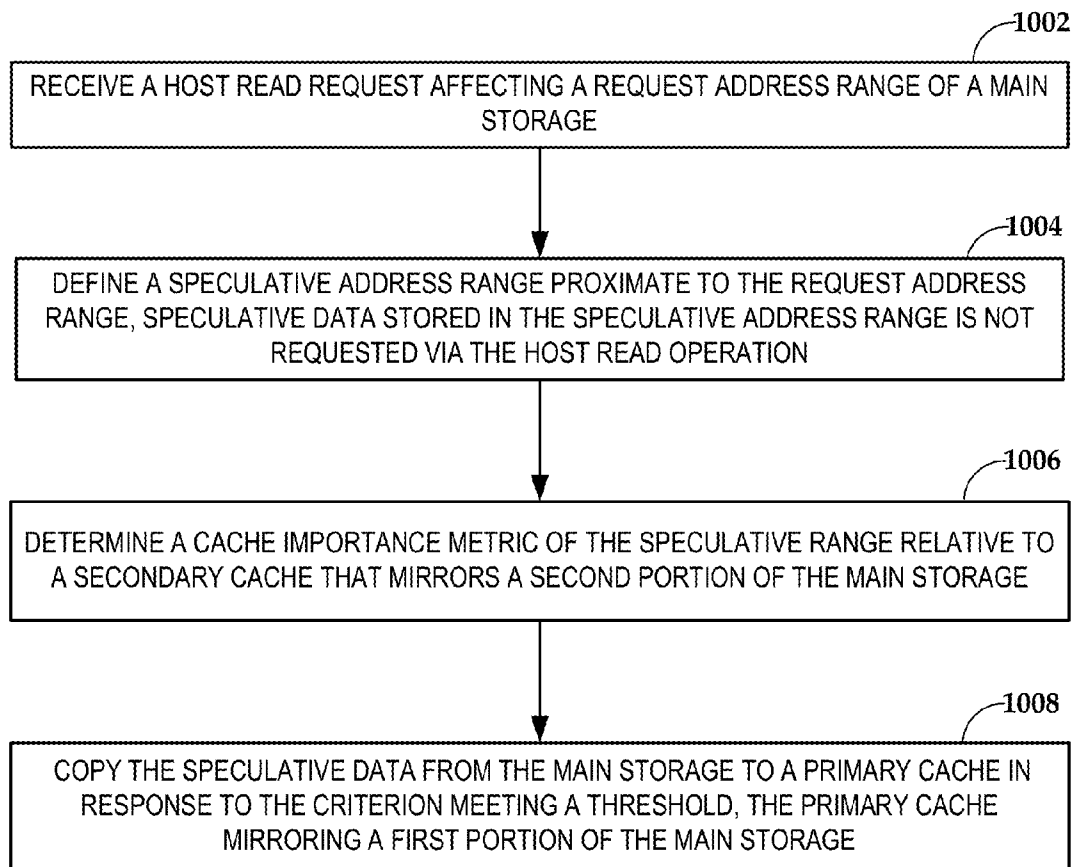 1002
RECEIVE A HOST READ REQUEST AFFECTING A REQUEST ADDRESS RANGE OF A MAIN
STORAGE
1004
DEFINE A SPECULATIVE ADDRESS RANGE PROXIMATE TO THE REQUEST ADDRESS
RANGE, SPECULATIVE DATA STORED IN THE SPECULATIVE ADDRESS RANGE IS NOT
REQUESTED VIA THE HOST READ OPERATION
1006
DETERMINE A CACHE IMPORTANCE METRIC OF THE SPECULATIVE RANGE RELATIVE TO
A SECONDARY CACHE THAT MIRRORS A SECOND PORTION OF THE MAIN STORAGE
1008
COPY THE SPECULATIVE DATA FROM THE MAIN STORAGE TO A PRIMARY CACHE IN
RESPONSE TO THE CRITERION MEETING A THRESHOLD, THE PRIMARY CACHE
MIRRORING A FIRST PORTION OF THE MAIN STORAGE